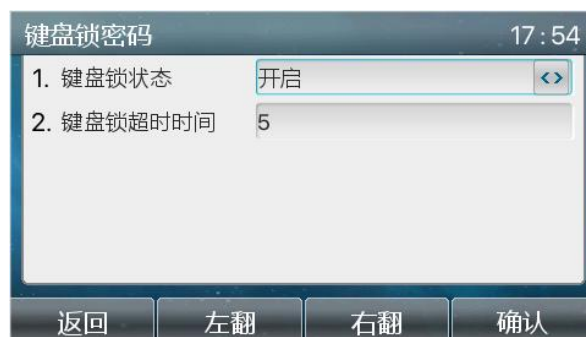 键盘锁密码 17:54
1. 键盘锁状态 开启
2. 键盘锁超时时间 5
返回 左翻 右翻 确认